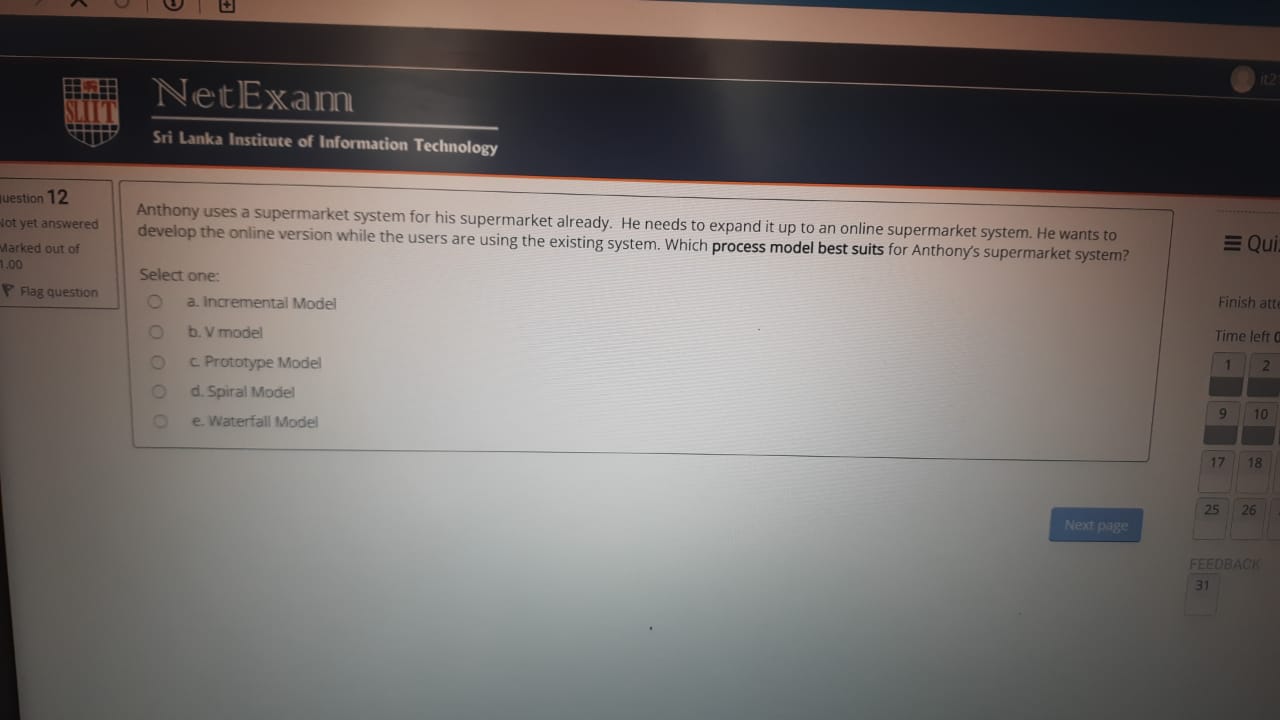 it2
SLIIT
NetExam
Sri Lanka Institute of Information Technology
uestion 12
Not yet answered
Marked out of
1.00
Flag question
Anthony uses a supermarket system for his supermarket already. He needs to expand it up to an online supermarket system. He wants to
develop the online version while the users are using the existing system. Which process model best suits for Anthony's supermarket system?
Select one:
a. Incremental Model
b. V model
c. Prototype Model
d. Spiral Model
e. Waterfall Model
Next page
Qui
Finish atte
Time left 0
1 2
9 10
17 18
25 26
FEEDBACK
31